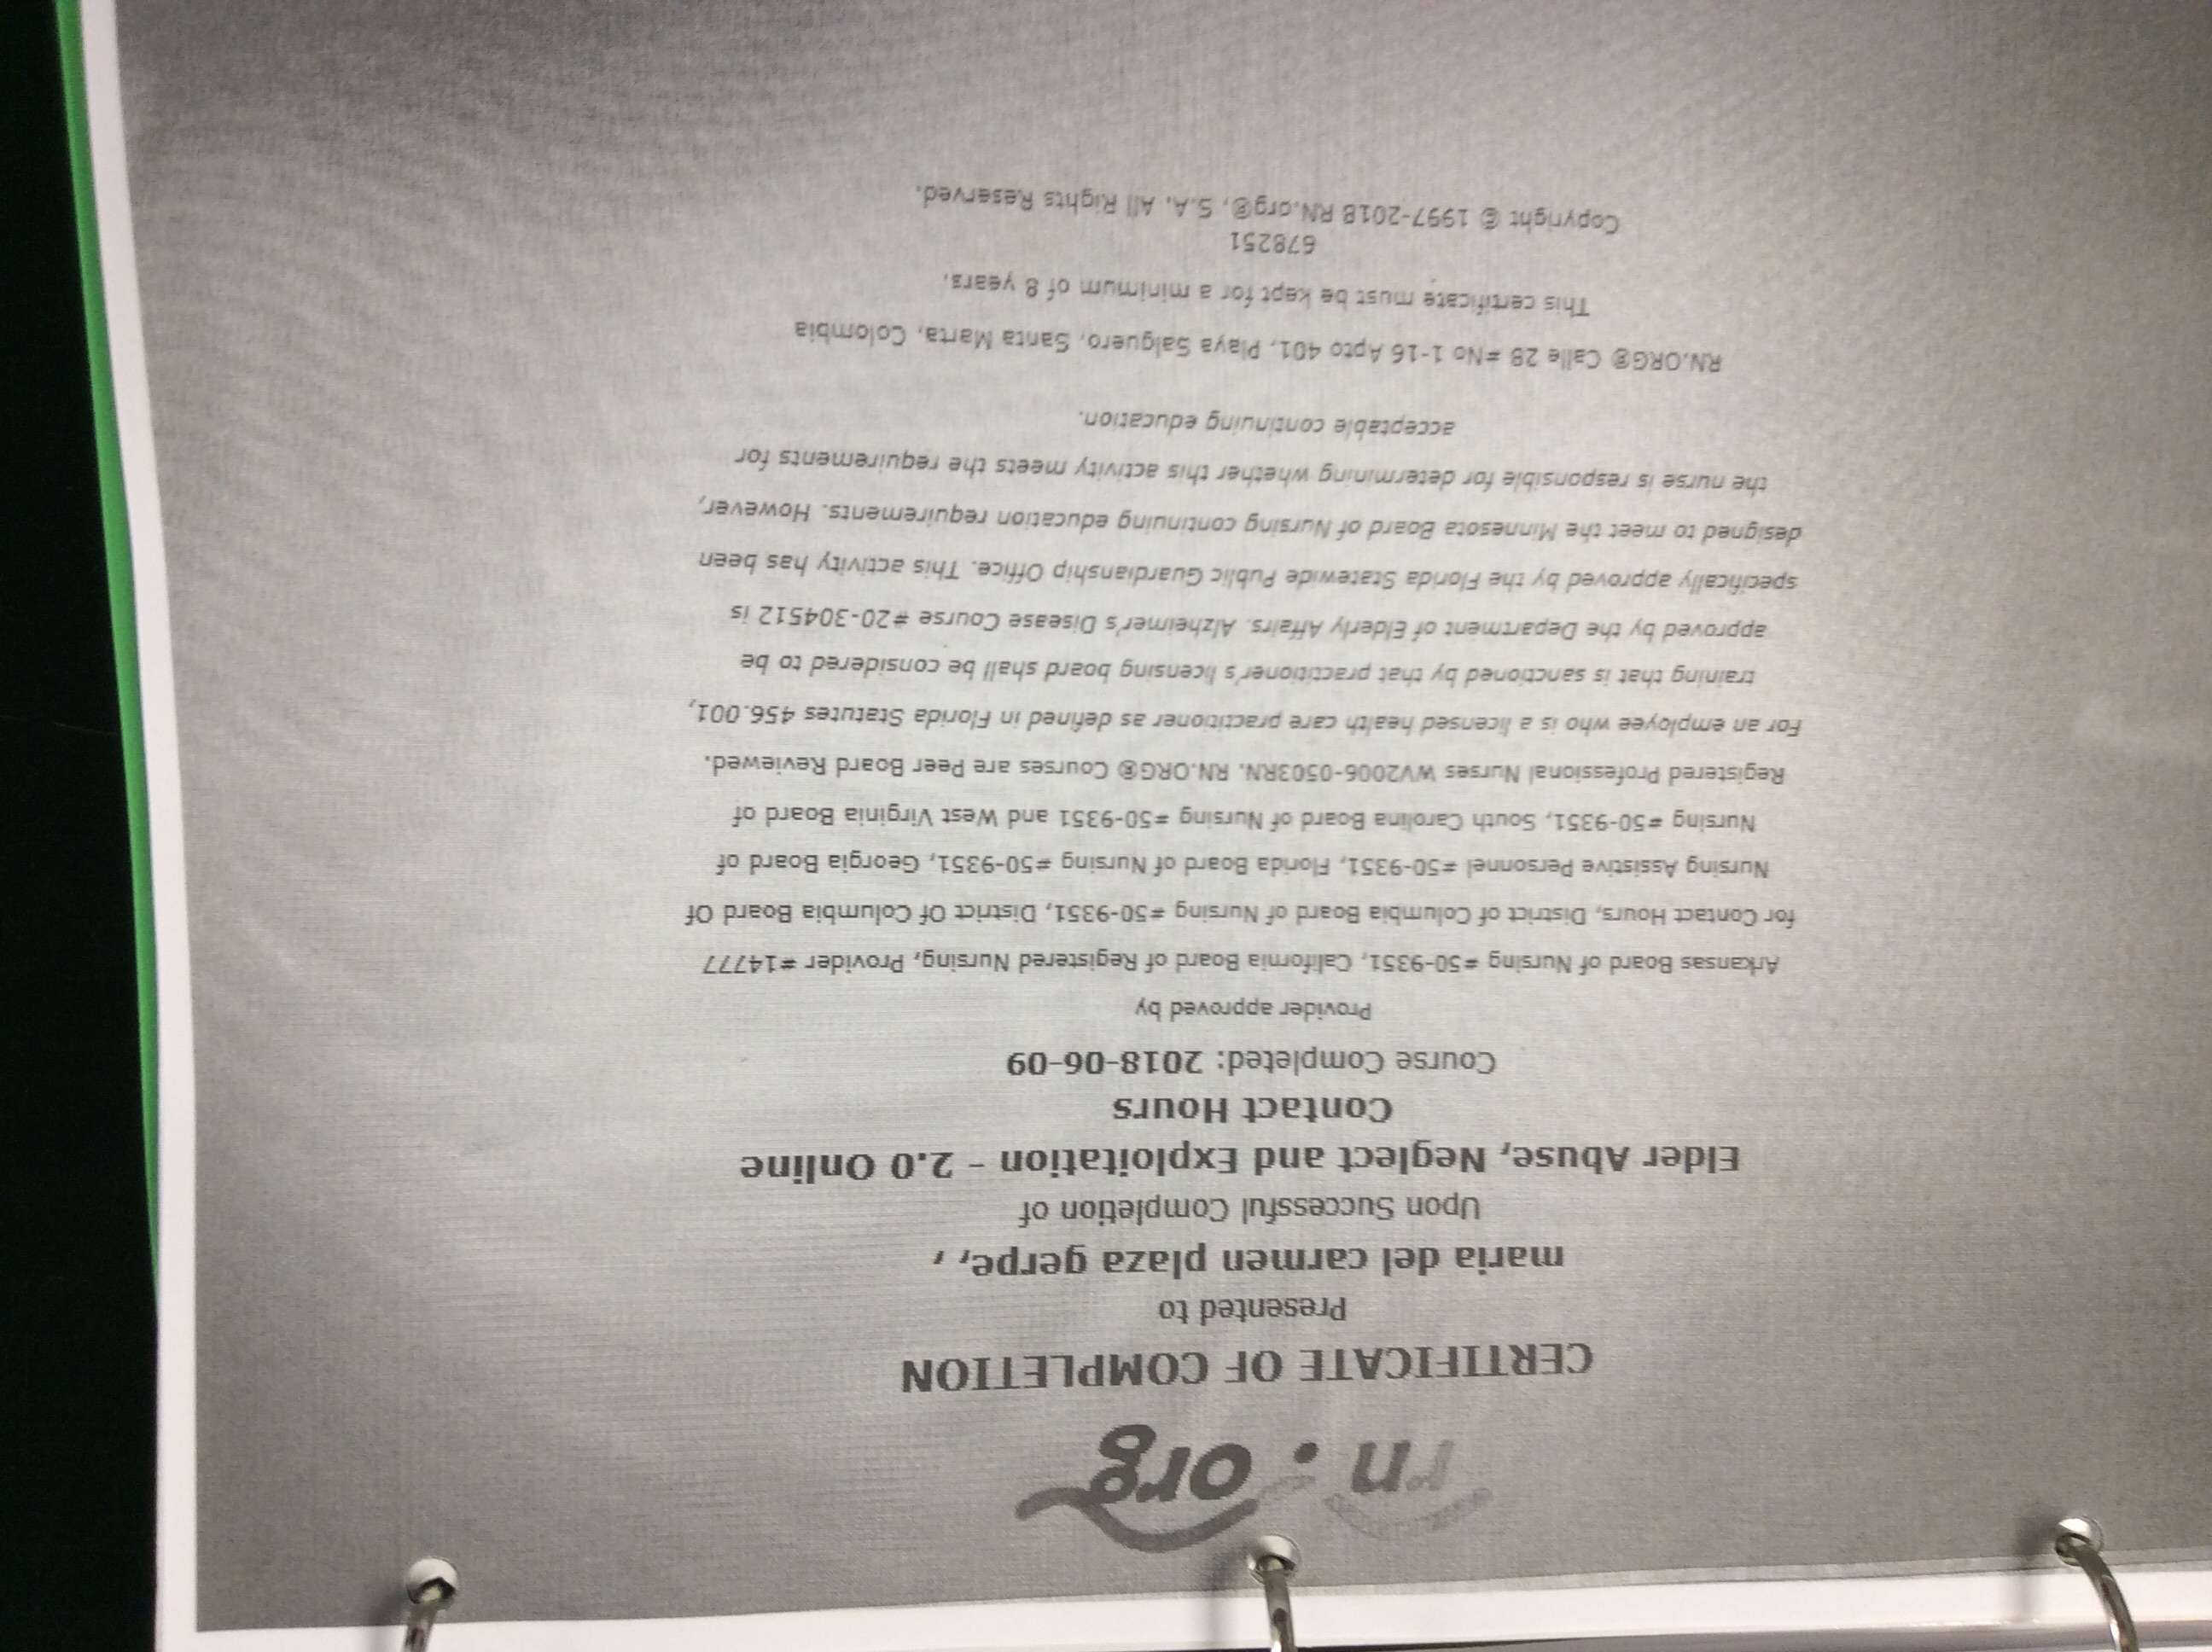 rn.org
CERTIFICATE OF COMPLETION
Presented to
maria del carmen plaza gerpe, ,
Upon Successful Completion of
Elder Abuse, Neglect and Exploitation - 2.0 Online
Contact Hours
Course Completed: 2018-06-09
Provider approved by
Arkansas Board of Nursing #50-9351, California Board of Registered Nursing, Provider #14777
for Contact Hours, District of Columbia Board of Nursing #50-9351, District Of Columbia Board Of
Nursing Assistive Personnel #50-9351, Florida Board of Nursing #50-9351, Georgia Board of
Nursing #50-9351, South Carolina Board of Nursing #50-9351 and West Virginia Board of
Registered Professional Nurses WV2006-0503RN. RN.ORG® Courses are Peer Board Reviewed.
For an employee who is a licensed health care practitioner as defined in Florida Statutes 456.001,
training that is sanctioned by that practitioner's licensing board shall be considered to be
approved by the Department of Elderly Affairs. Alzheimer's Disease Course #20-304512 is
specifically approved by the Florida Statewide Public Guardianship Office. This activity has been
designed to meet the Minnesota Board of Nursing continuing education requirements. However,
the nurse is responsible for determining whether this activity meets the requirements for
acceptable continuing education.
RN.ORG® Calle 28 #No 1-16 Apto 401, Playa Salguero, Santa Marta, Colombia
This certificate must be kept for a minimum of 8 years.
678251
Copyright © 1997-2018 RN.org®, S.A. All Rights Reserved.